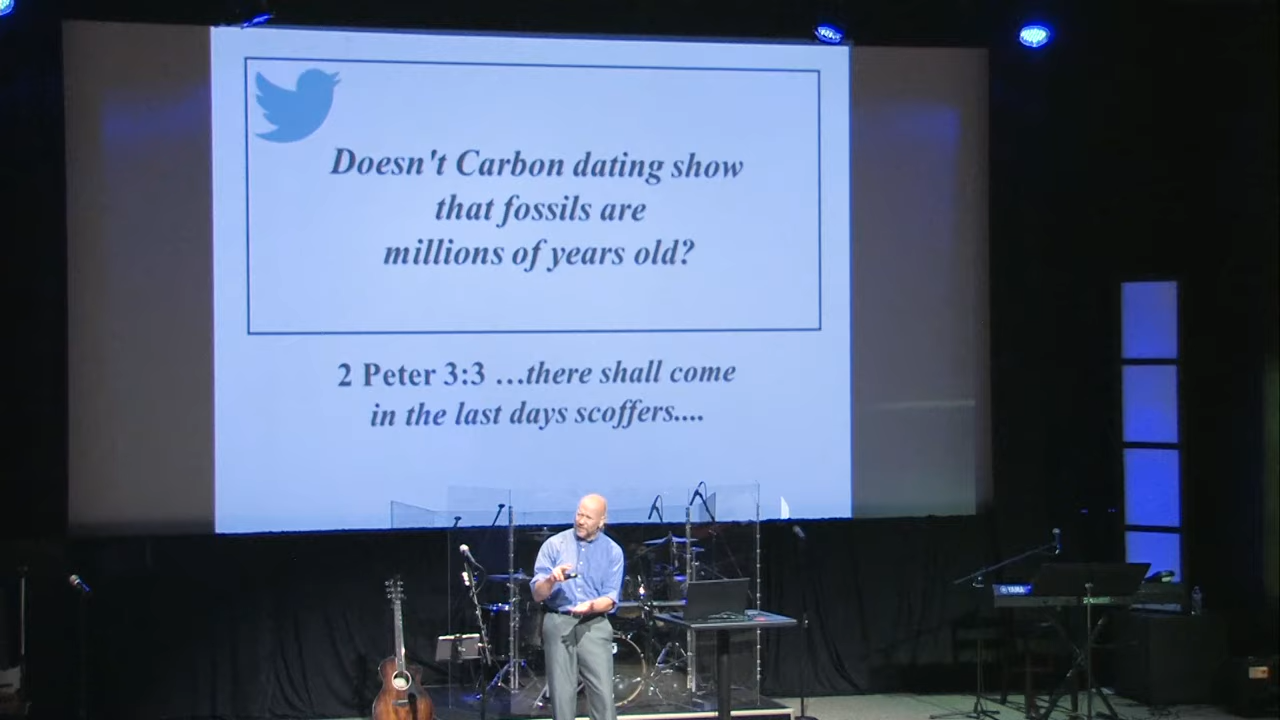 Doesn't Carbon dating show
that fossils are
millions of years old?
2 Peter 3:3 ...there shall come
in the last days scoffers....
YAMAHA